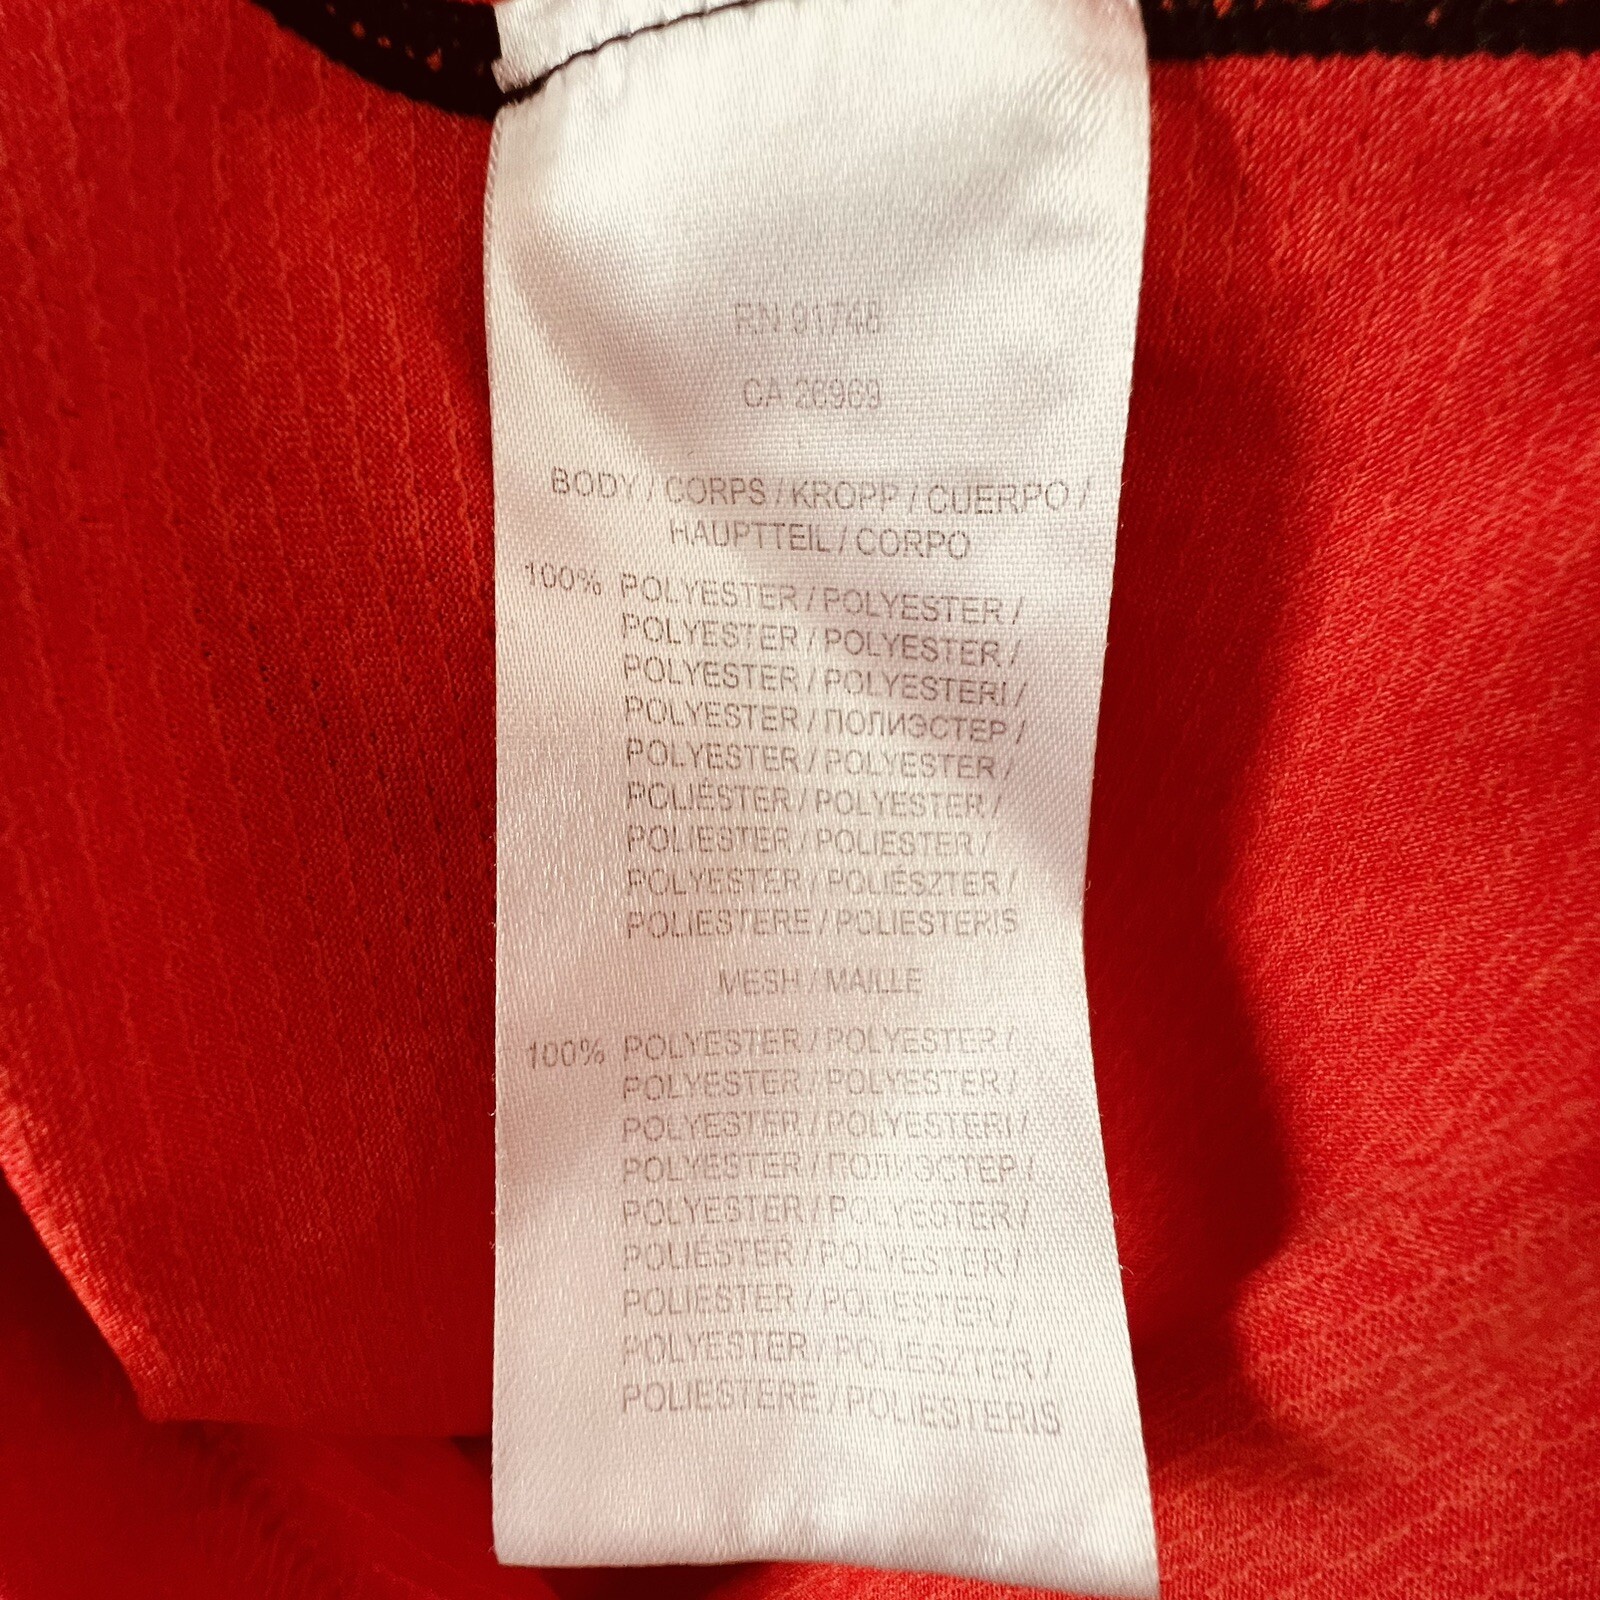 RN 91748
CA 26969
BODY / CORPS / KROPP / CUERPO /
HAUPTTEIL / CORPO
100% POLYESTER / POLYESTER /
POLYESTER / POLYESTER /
POLYESTER / POLYESTERI /
POLYESTER / ПОЛИЭСТЕР /
POLYESTER / POLYESTER /
POLIÉSTER / POLYESTER /
POLIESTER / POLIESTER /
POLYESTER / POLIÉSZTER /
POLIESTERE / POLIESTERIS
MESH / MAILLE
100% POLYESTER / POLYESTER /
POLYESTER / POLYESTER /
POLYESTER / POLYESTERI /
POLYESTER / ПОЛИЭСТЕР /
POLYESTER / POLYESTER /
POLIÉSTER / POLYESTER /
POLIESTER / POLIESTER /
POLYESTER / POLIÉSZTER /
POLIESTERE / POLIESTERIS